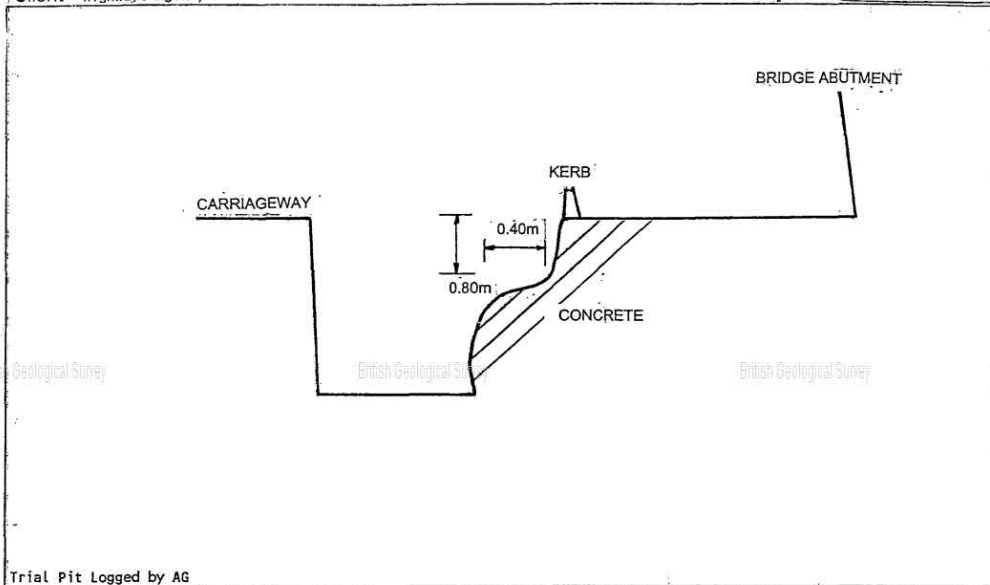 BRIDGE ABUTMENT
KERB
CARRIAGEWAY
0.40m
0.80m
CONCRETE
Geological Survey
British Geological Survey
British Geological Survey
Trial Pit Logged by AG